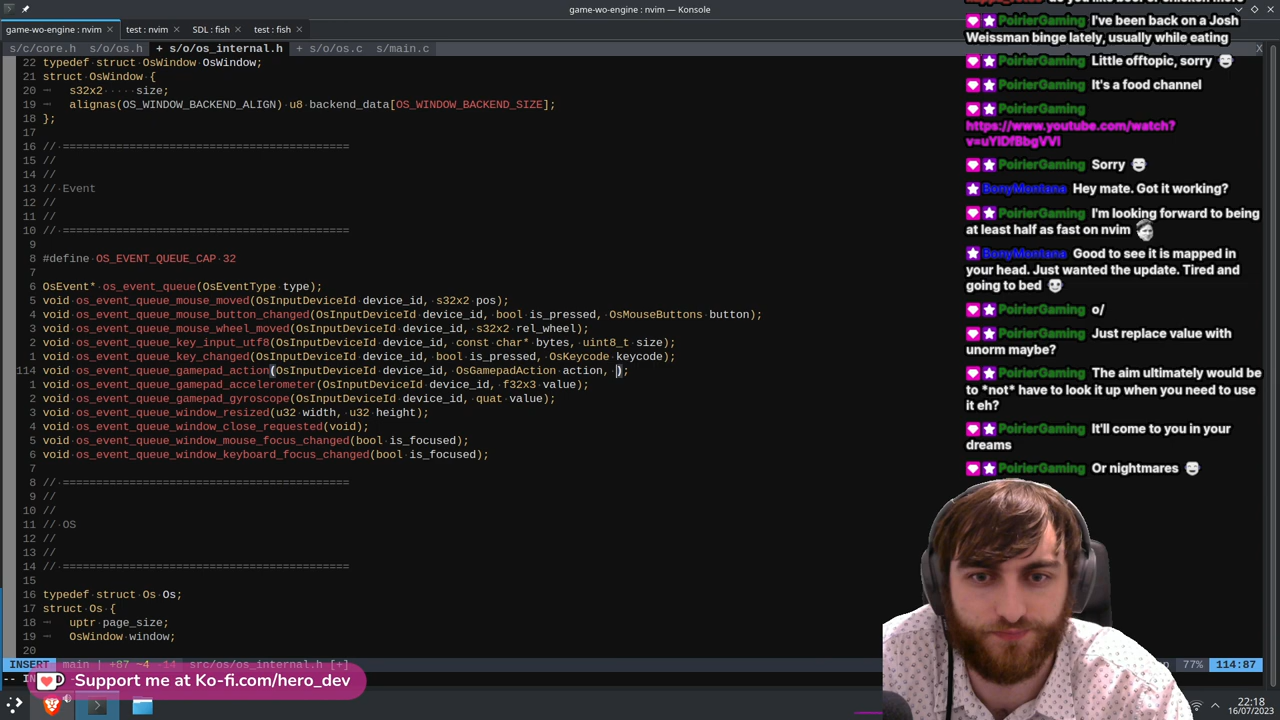 game-wo-engine : nvim — Konsole
game-wo-engine : nvim
test : nvim
SDL : fish
test : fish
s/c/core.h s/o/os.h + s/o/os_internal.h + s/o/os.c s/main.c X
22 typedef struct OsWindow OsWindow;
21 struct OsWindow {
20 s32x2 size;
19 alignas(OS_WINDOW_BACKEND_ALIGN) u8 backend_data[OS_WINDOW_BACKEND_SIZE];
18 };
17
16 // =========================================
15 //
14 //
13 // Event
12 //
11 //
10 // =========================================
9
8 #define OS_EVENT_QUEUE_CAP 32
7
6 OsEvent* os_event_queue(OsEventType type);
5 void os_event_queue_mouse_moved(OsInputDeviceId device_id, s32x2 pos);
4 void os_event_queue_mouse_button_changed(OsInputDeviceId device_id, bool is_pressed, OsMouseButtons button);
3 void os_event_queue_mouse_wheel_moved(OsInputDeviceId device_id, s32x2 rel_wheel);
2 void os_event_queue_key_input_utf8(OsInputDeviceId device_id, const char* bytes, uint8_t size);
1 void os_event_queue_key_changed(OsInputDeviceId device_id, bool is_pressed, OsKeycode keycode);
114 void os_event_queue_gamepad_action(OsInputDeviceId device_id, OsGamepadAction action, );
1 void os_event_queue_gamepad_accelerometer(OsInputDeviceId device_id, f32x3 value);
2 void os_event_queue_gamepad_gyroscope(OsInputDeviceId device_id, quat value);
3 void os_event_queue_window_resized(u32 width, u32 height);
4 void os_event_queue_window_close_requested(void);
5 void os_event_queue_window_mouse_focus_changed(bool is_focused);
6 void os_event_queue_window_keyboard_focus_changed(bool is_focused);
7
8 // =========================================
9 //
10 //
11 // OS
12 //
13 //
14 // =========================================
15
16 typedef struct Os Os;
17 struct Os {
18 uptr page_size;
19 OsWindow window;
20
INSERT main | +87 ~4 -14 src/os/os_internal.h [+] 77% 114:87
Support me at Ko-fi.com/hero_dev
22:18
16/07/2023
PoirierGaming I've been back on a Josh
Weissman binge lately, usually while eating
PoirierGaming Little offtopic, sorry
PoirierGaming It's a food channel
PoirierGaming
https://www.youtube.com/watch?
PoirierGaming Sorry
BonyMontana Hey mate. Got it working?
PoirierGaming I'm looking forward to being
at least half as fast on nvim
BonyMontana Good to see it is mapped in
your head. Just wanted the update. Tired and
going to bed
PoirierGaming o/
PoirierGaming Just replace value with
unorm maybe?
PoirierGaming The aim ultimately would be
to *not* have to look it up when you need to use
it eh?
PoirierGaming It'll come to you in your
dreams
PoirierGaming Or nightmares